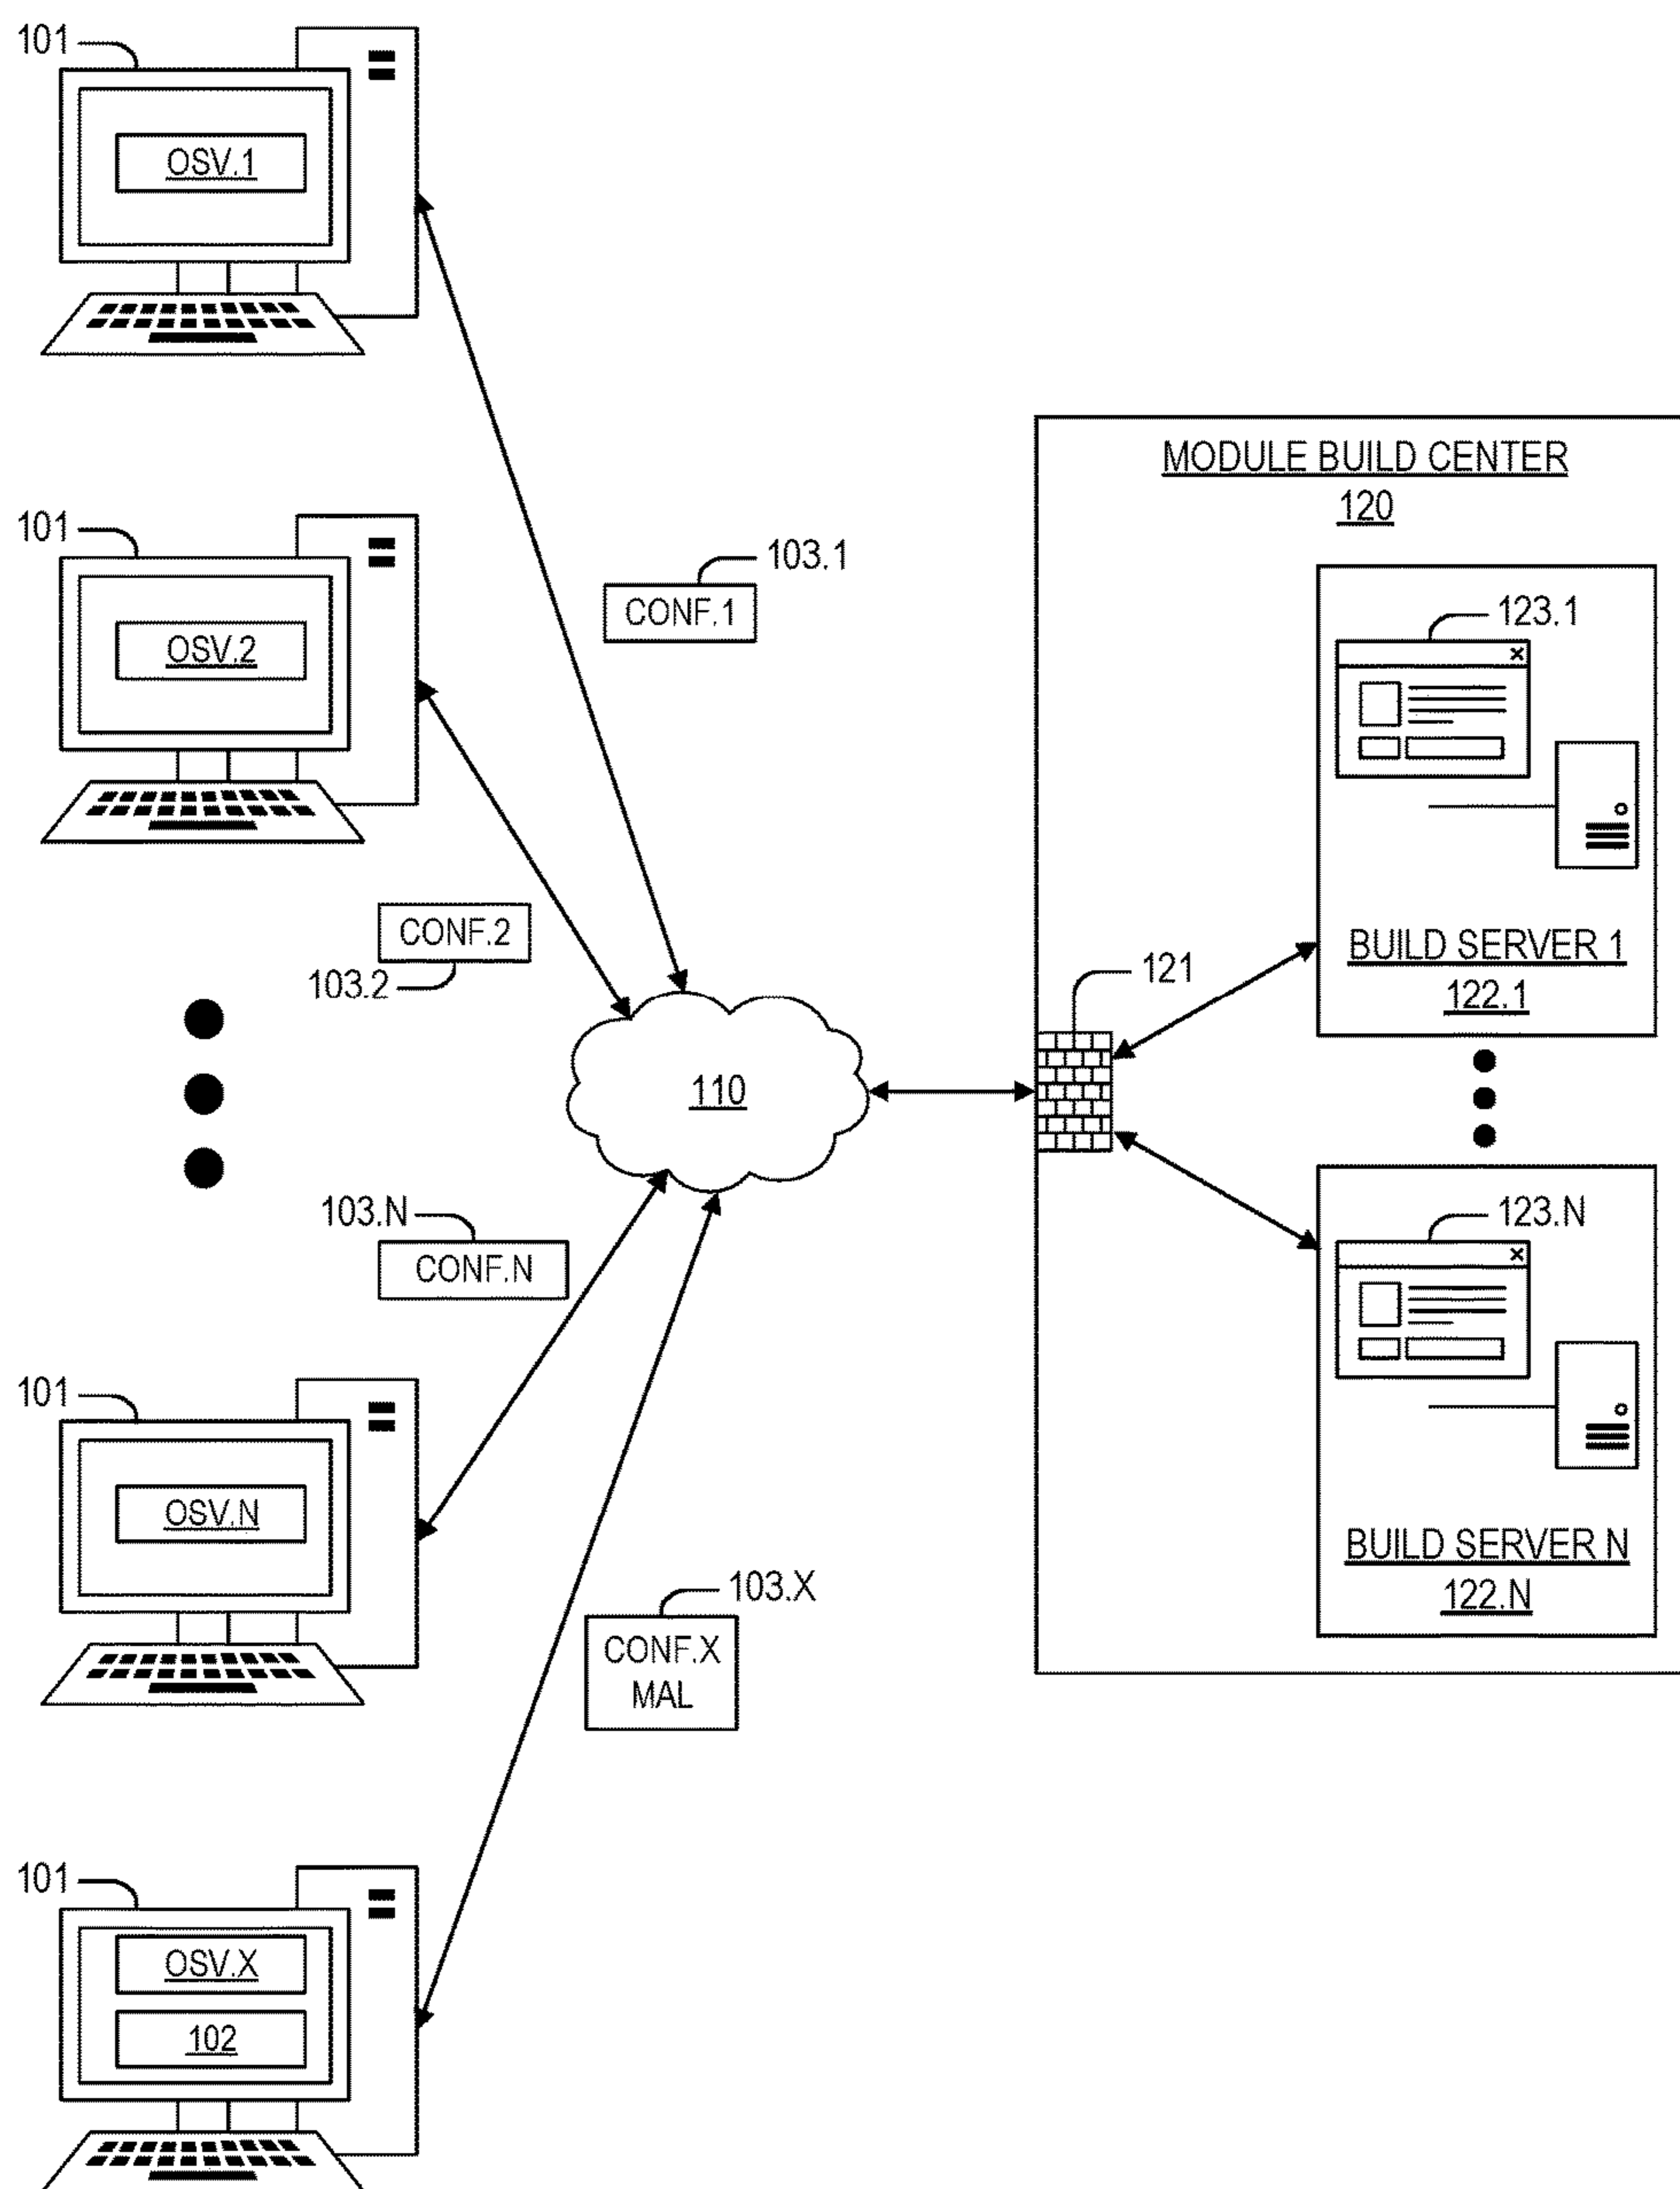 101
OSV.1
101
OSV.2
103.1
CONF.1
CONF.2
103.2
110
103.N
CONF.N
101
OSV.N
103.X
CONF.X
MAL
101
OSV.X
102
MODULE BUILD CENTER
120
123.1
BUILD SERVER 1
122.1
121
123.N
BUILD SERVER N
122.N